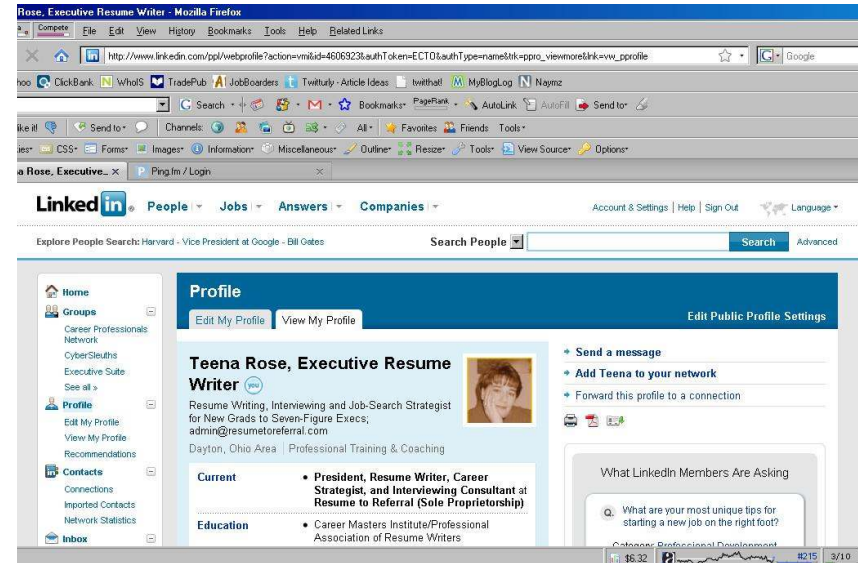 Rose, Executive Resume Writer - Mozilla Firefox
Compete File Edit View History Bookmarks Tools Help Related Links
http://www.linkedin.com/ppl/webprofile?action=vmi&id=4606923&authToken=ECTO&authType=name&trk=ppro_viewmore&lnk=vw_pprofile
G Google
hoo ClickBank WhoIS TradePub JobBoarders Twitturly - Article Ideas twitthat! MyBlogLog Naymz
Search Bookmarks PageRank AutoLink AutoFill Send to
ike it! Send to Channels: All Favorites Friends Tools
ies CSS Forms Images Information Miscellaneous Outline Resize Tools View Source Options
a Rose, Executive... Ping.fm / Login
Linked in People Jobs Answers Companies Account & Settings | Help | Sign Out Language
Explore People Search: Harvard - Vice President at Google - Bill Gates Search People Search Advanced
Home
Groups
Career Professionals
Network
CyberSleuths
Executive Suite
See all »
Profile
Edit My Profile
View My Profile
Recommendations
Contacts
Connections
Imported Contacts
Network Statistics
Inbox
Profile
Edit My Profile View My Profile Edit Public Profile Settings
Teena Rose, Executive Resume
Writer you
Resume Writing, Interviewing and Job-Search Strategist
for New Grads to Seven-Figure Execs;
admin@resumetoreferral.com
Dayton, Ohio Area | Professional Training & Coaching
Current • President, Resume Writer, Career
Strategist, and Interviewing Consultant at
Resume to Referral (Sole Proprietorship)
Education • Career Masters Institute/Professional
Association of Resume Writers
Send a message
Add Teena to your network
Forward this profile to a connection
What LinkedIn Members Are Asking
Q. What are your most unique tips for
starting a new job on the right foot?
Category: Professional Development
$6.32 #215 3/10